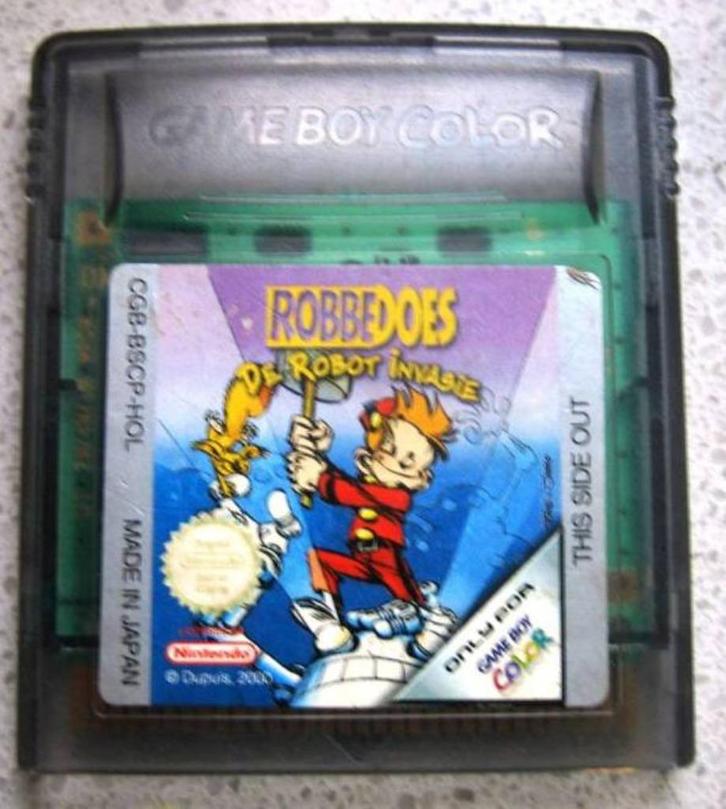 GAME BOY COLOR
ROBBEDOES
DE ROBOT INVASIE
CGB-BSCP-HOL
MADE IN JAPAN
THIS SIDE OUT
Nintendo
© Dupuis, 2000
ONLY FOR
GAME BOY
COLOR